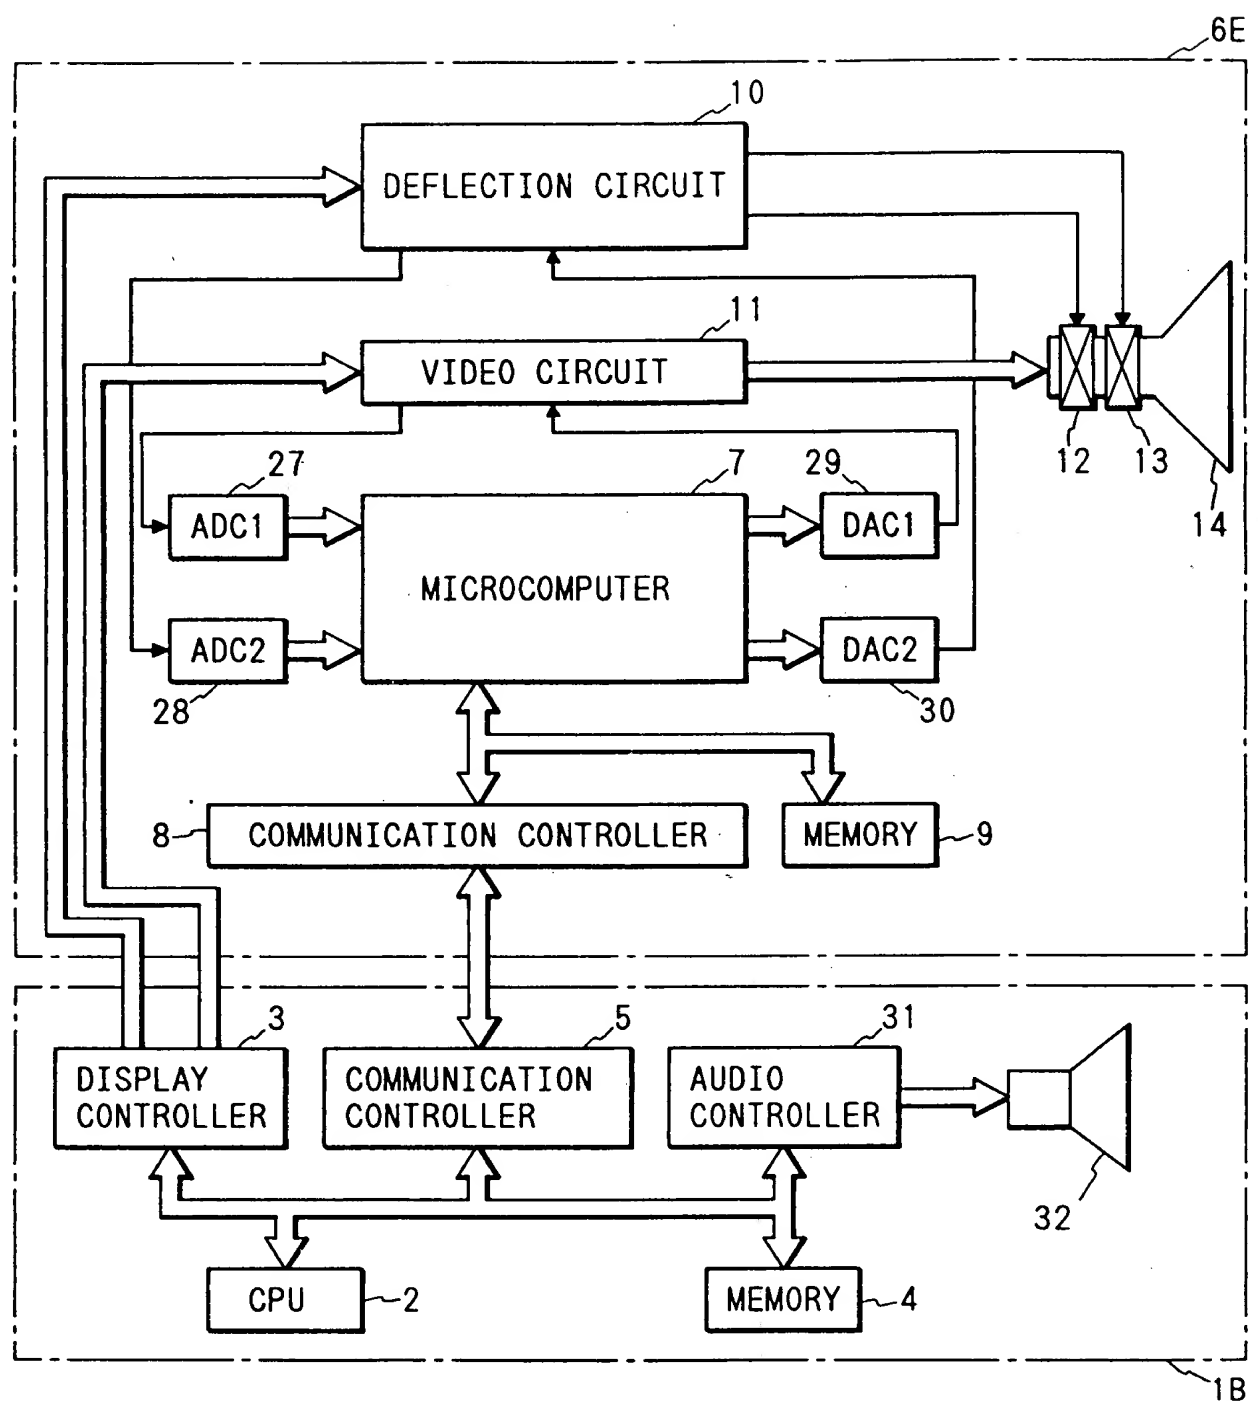 6E
10
DEFLECTION CIRCUIT
11
VIDEO CIRCUIT
12
13
14
27
ADC1
7
29
DAC1
MICROCOMPUTER
ADC2
28
DAC2
30
8
COMMUNICATION CONTROLLER
MEMORY
9
3
DISPLAY
CONTROLLER
5
COMMUNICATION
CONTROLLER
31
AUDIO
CONTROLLER
32
CPU
2
MEMORY
4
1B